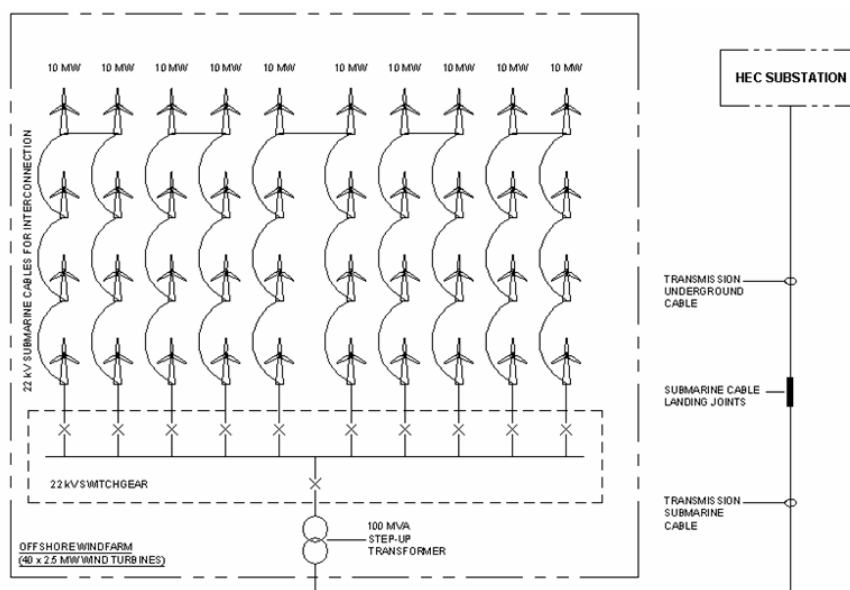 10 MW 10 MW 10 MW 10 MW 10 MW 10 MW 10 MW 10 MW 10 MW 10 MW
HEC SUBSTATION
22 kV SUBMARINE CABLES FOR INTERCONNECTION
TRANSMISSION
UNDERGROUND
CABLE
SUBMARINE CABLE
LANDING JOINTS
22 kV SWITCHGEAR
TRANSMISSION
SUBMARINE
CABLE
100 MVA
STEP-UP
TRANSFORMER
OFFSHORE WINDFARM
(40 x 2.5 MW WIND TURBINES)